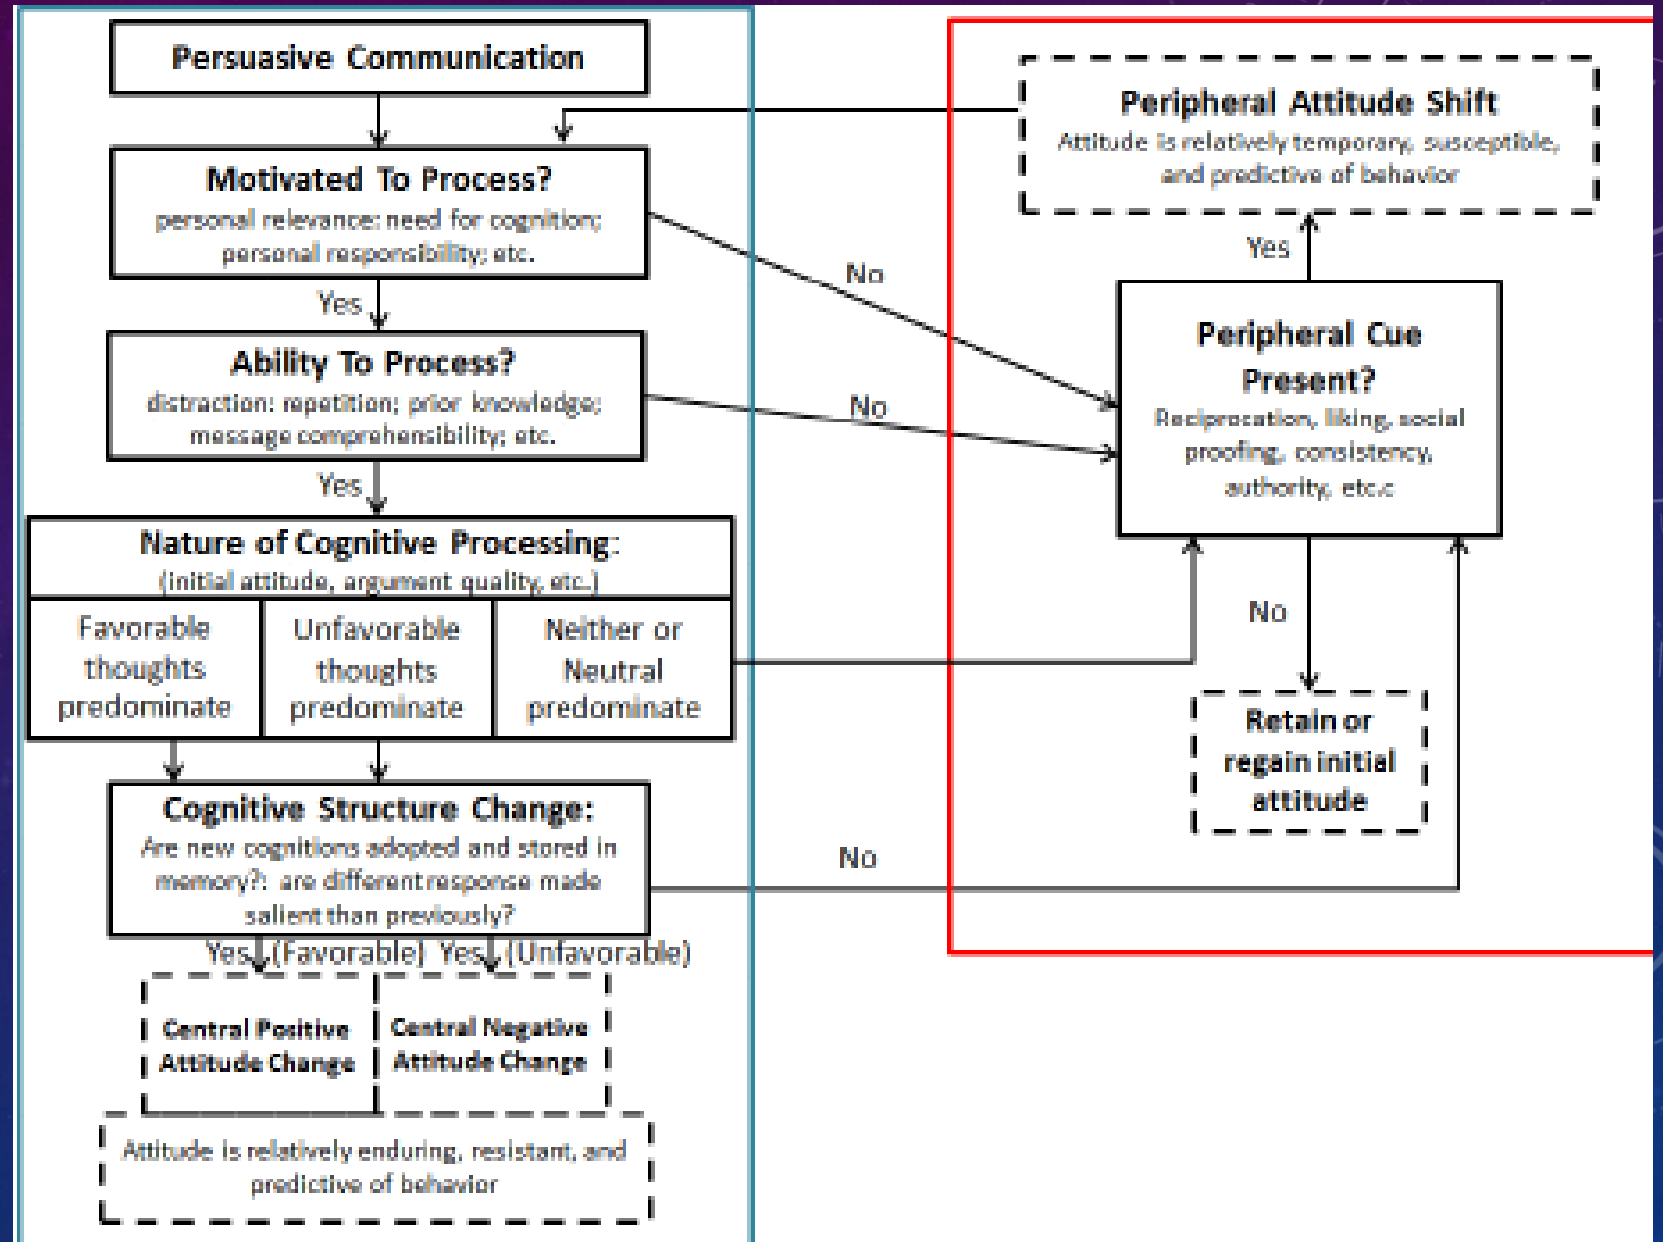 Persuasive Communication
Motivated To Process?
personal relevance: need for cognition;
personal responsibility; etc.
Yes
No
Ability To Process?
distraction: repetition; prior knowledge;
message comprehensibility; etc.
Yes
No
Nature of Cognitive Processing:
(initial attitude, argument quality, etc.)
Favorable
thoughts
predominate
Unfavorable
thoughts
predominate
Neither or
Neutral
predominate
Cognitive Structure Change:
Are new cognitions adopted and stored in
memory?: are different response made
salient than previously?
No
Yes (Favorable) Yes (Unfavorable)
Central Positive
Attitude Change
Central Negative
Attitude Change
Attitude is relatively enduring, resistant, and
predictive of behavior
Peripheral Attitude Shift
Attitude is relatively temporary, susceptible,
and predictive of behavior
Yes
Peripheral Cue
Present?
Reciprocation, liking, social
proofing, consistency,
authority, etc.c
No
Retain or
regain initial
attitude